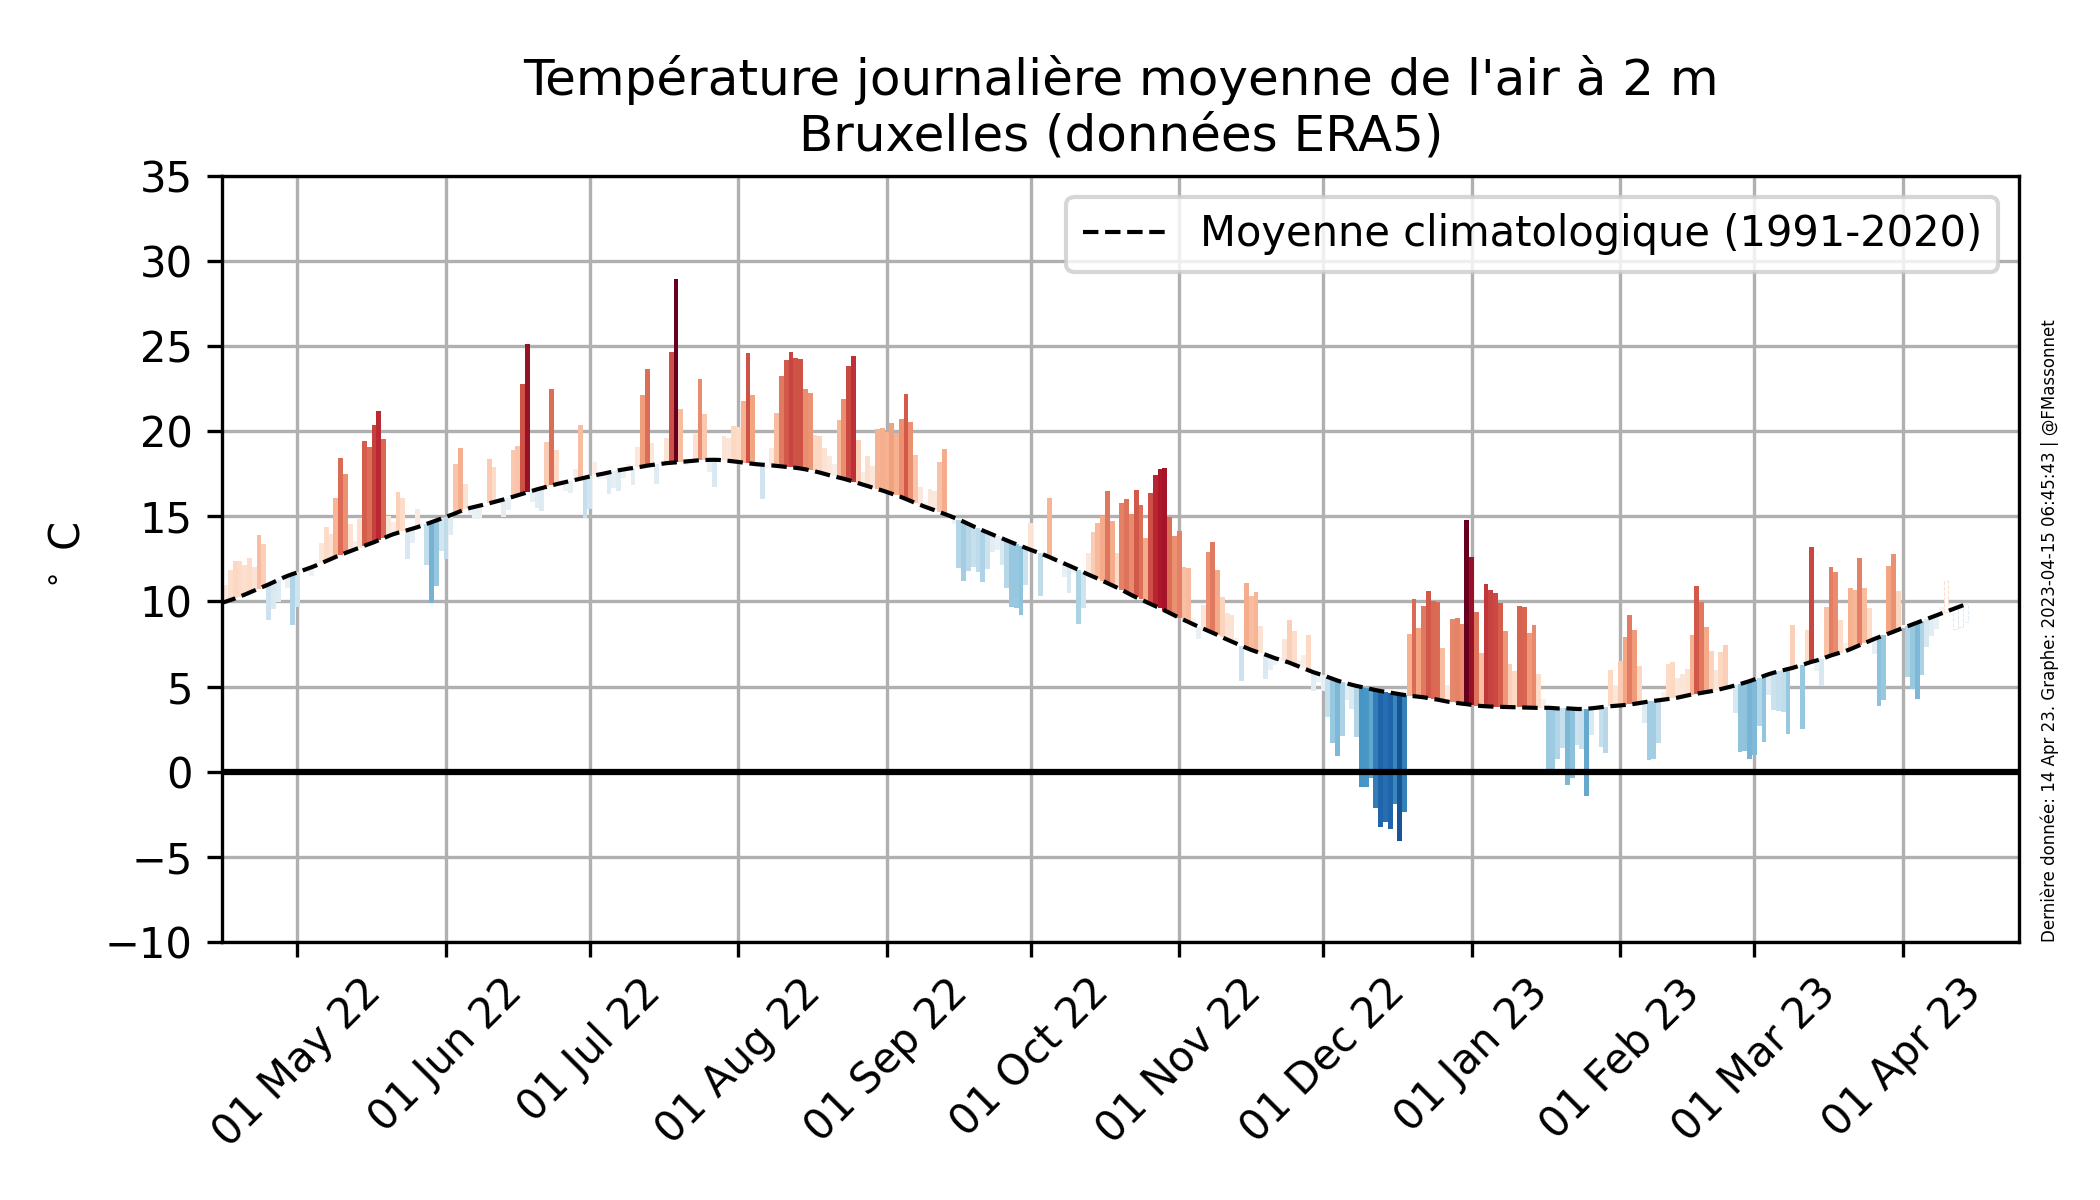 Température journalière moyenne de l'air à 2 m
Bruxelles (données ERA5)
Moyenne climatologique (1991-2020)
35
30
25
20
15
10
5
0
−5
−10
° C
01 May 22
01 Jun 22
01 Jul 22
01 Aug 22
01 Sep 22
01 Oct 22
01 Nov 22
01 Dec 22
01 Jan 23
01 Feb 23
01 Mar 23
01 Apr 23
Dernière donnée: 14 Apr 23. Graphe: 2023-04-15 06:45:43 | @FMassonnet